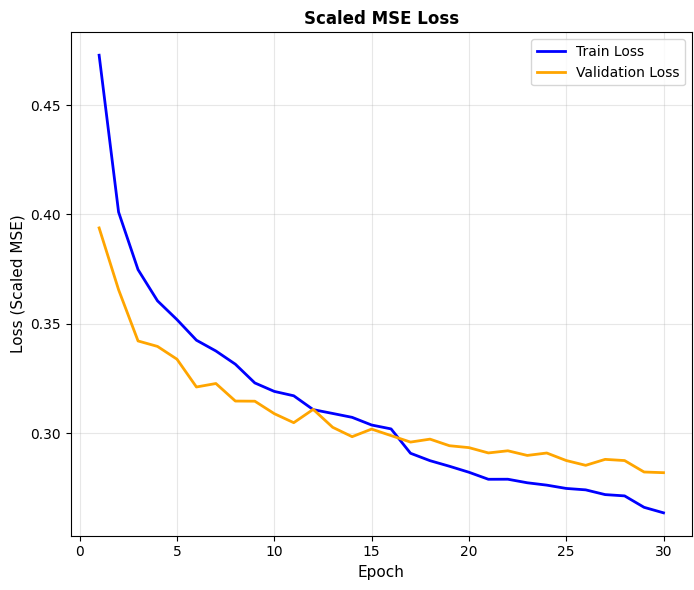 Scaled MSE Loss
Train Loss
Validation Loss
Loss (Scaled MSE)
0.45
0.40
0.35
0.30
0 5 10 15 20 25 30
Epoch